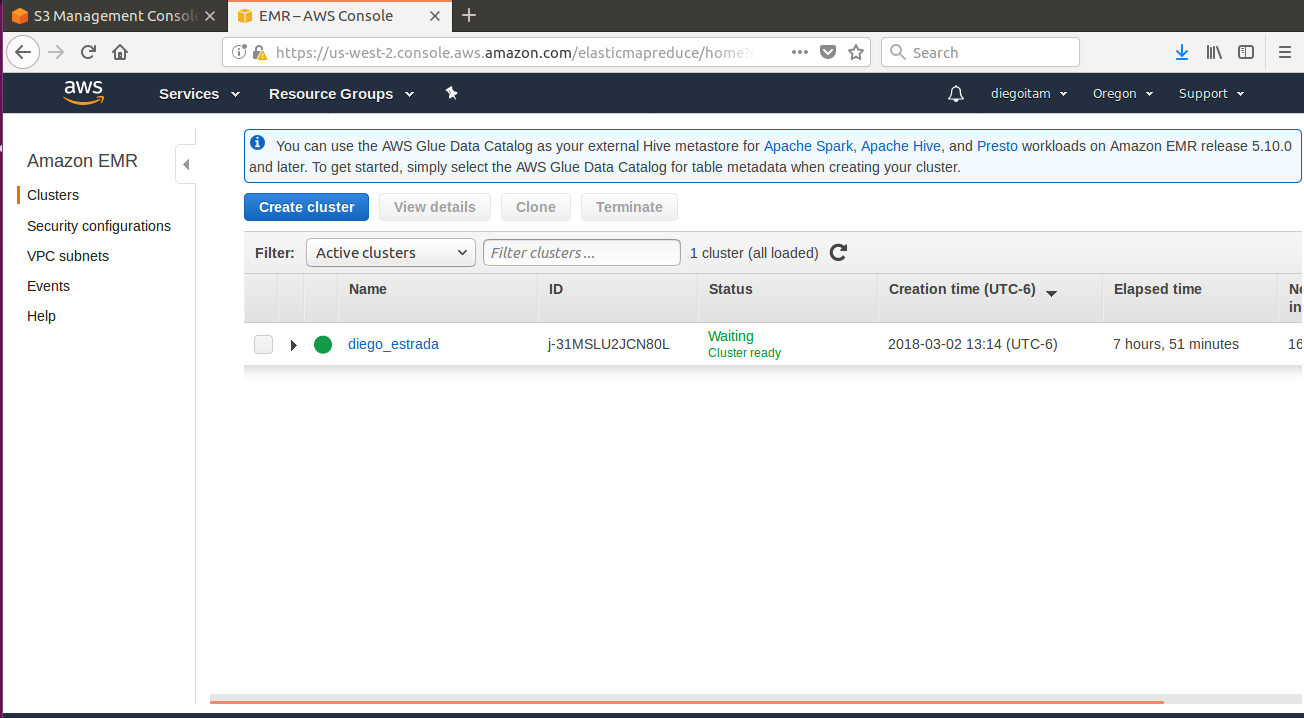 S3 Management Consol
EMR – AWS Console
https://us-west-2.console.aws.amazon.com/elasticmapreduce/home?
Search
aws
Services
Resource Groups
diegoitam
Oregon
Support
Amazon EMR
Clusters
Security configurations
VPC subnets
Events
Help
You can use the AWS Glue Data Catalog as your external Hive metastore for Apache Spark, Apache Hive, and Presto workloads on Amazon EMR release 5.10.0
and later. To get started, simply select the AWS Glue Data Catalog for table metadata when creating your cluster.
Create cluster
View details
Clone
Terminate
Filter:
Active clusters
Filter clusters ...
1 cluster (all loaded)
Name
ID
Status
Creation time (UTC-6)
Elapsed time
in
diego_estrada
j-31MSLU2JCN80L
Waiting
Cluster ready
2018-03-02 13:14 (UTC-6)
7 hours, 51 minutes
16